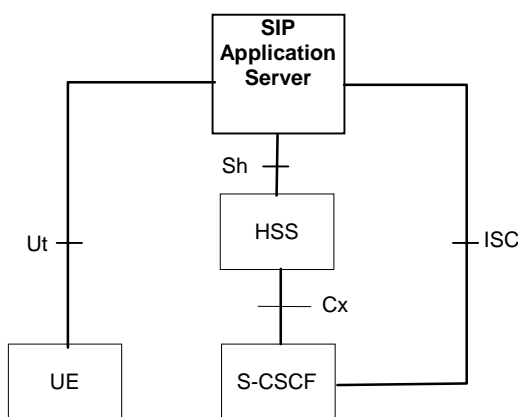 SIP
Application
Server
Sh
HSS
Ut
ISC
Cx
UE
S-CSCF